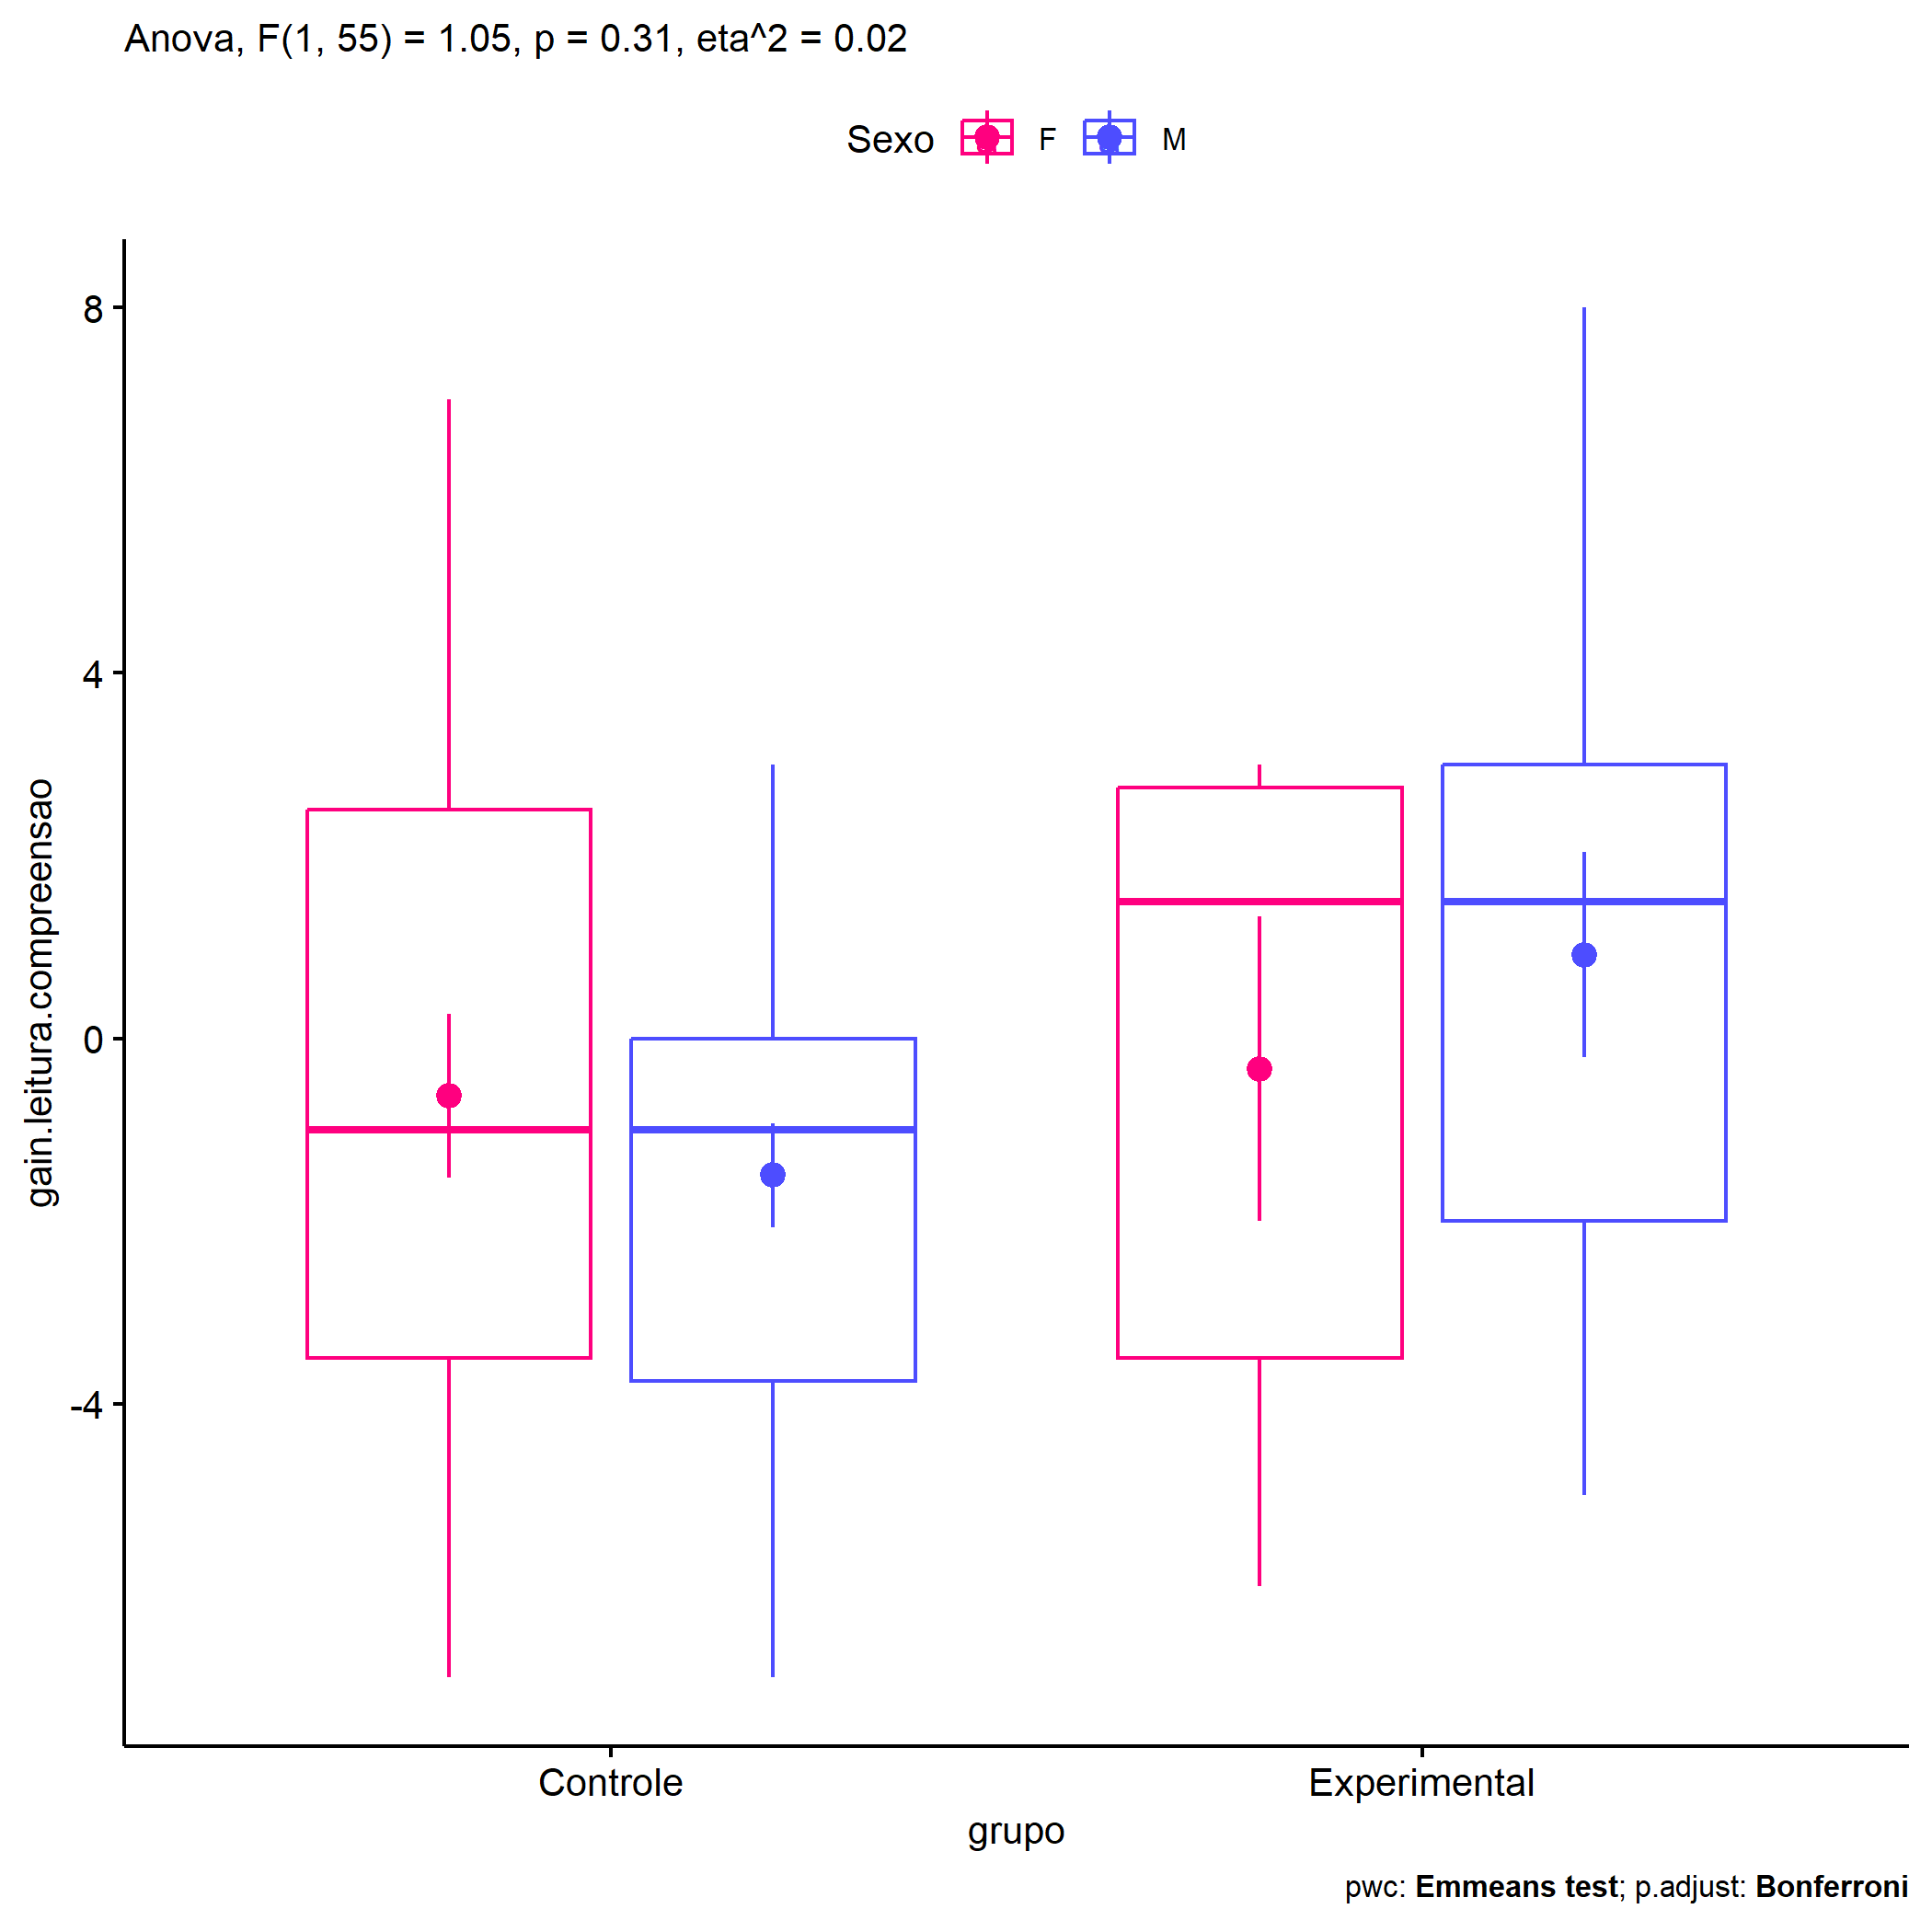 Anova, F(1, 55) = 1.05, p = 0.31, eta^2 = 0.02
Sexo F M
8
4
0
-4
gain.leitura.compreensao
Controle Experimental
grupo
pwc: Emmeans test; p.adjust: Bonferroni